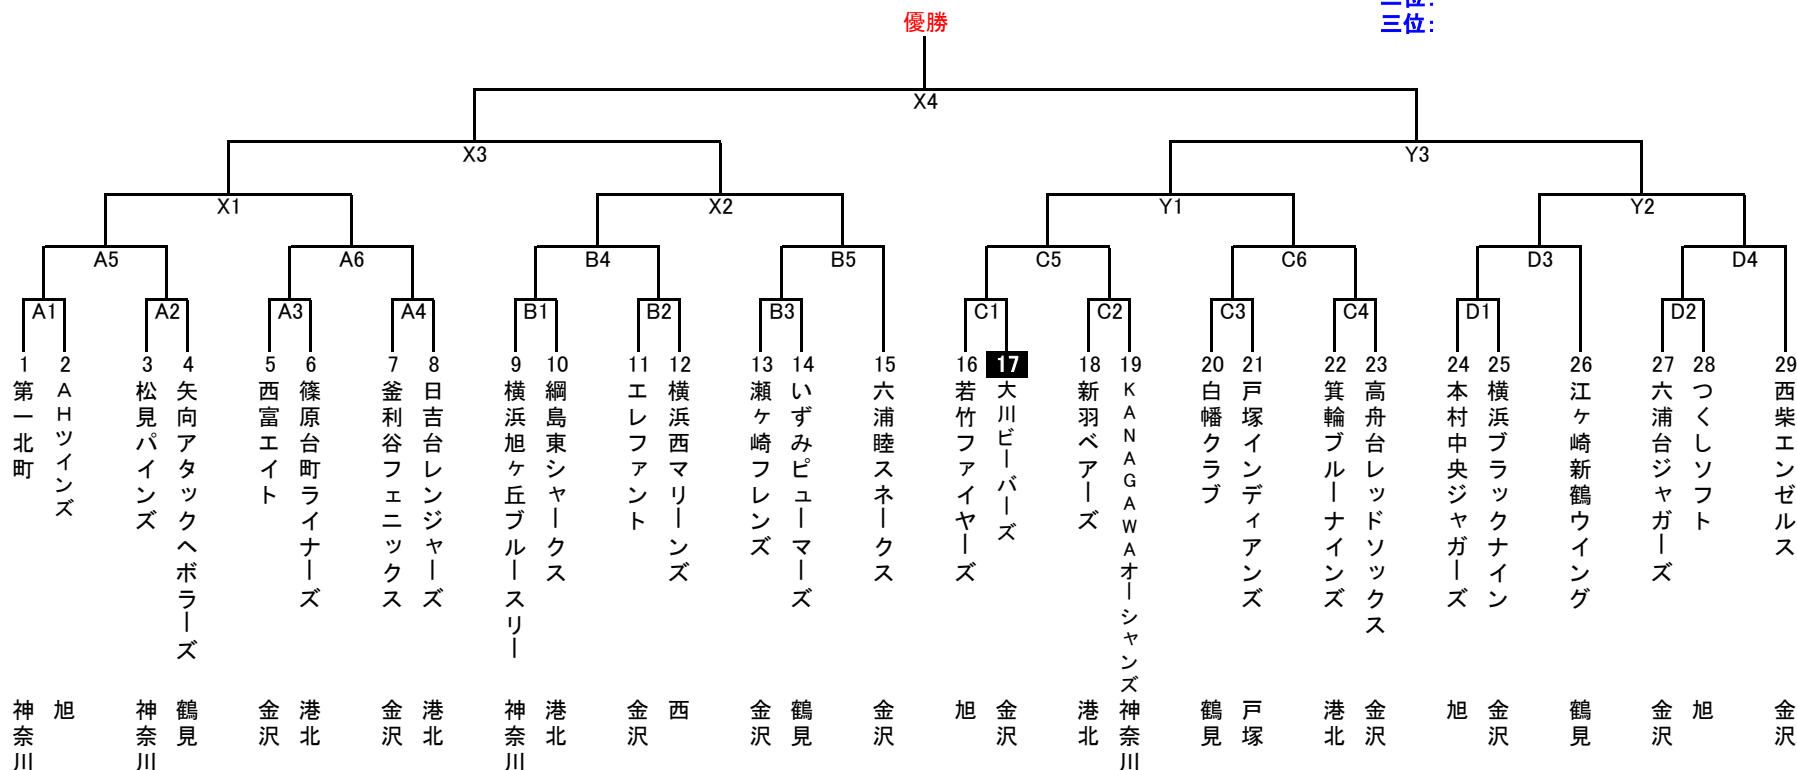 二位：
優勝
三位：
X4
X3
Y3
X1
X2
Y1
Y2
A5
A6
B4
B5
C5
C6
D3
D4
A1
A2
A3
A4
B1
B2
B3
C1
C2
C3
C4
D1
D2
1
2
3
4
5
6
7
8
9
10
11
12
13
14
15
16
17
18
19
20
21
22
23
24
25
26
27
28
29
第一北町
AHツインズ
松見パインズ
矢向アタックヘボラーズ
西富エイト
篠原台町ライナーズ
釜利谷フェニックス
日吉台レンジャーズ
横浜旭ヶ丘ブルースリー
綱島東シャークス
エレファント
横浜西マリーンズ
瀬ヶ崎フレンズ
いずみピューマーズ
六浦睦スネークス
若竹ファイヤーズ
大川ビーバーズ
新羽ベアーズ
KANAGAWAオーシャンズ
白幡クラブ
戸塚インディアンズ
箕輪ブルーナインズ
高舟台レッドソックス
本村中央ジャガーズ
横浜ブラックナイン
江ヶ崎新鶴ウイング
六浦台ジャガーズ
つくしソフト
西柴エンゼルス
神奈川
旭
神奈川
鶴見
金沢
港北
金沢
港北
神奈川
港北
金沢
西
金沢
鶴見
金沢
旭
金沢
港北
神奈川
鶴見
戸塚
港北
金沢
旭
金沢
鶴見
金沢
旭
金沢